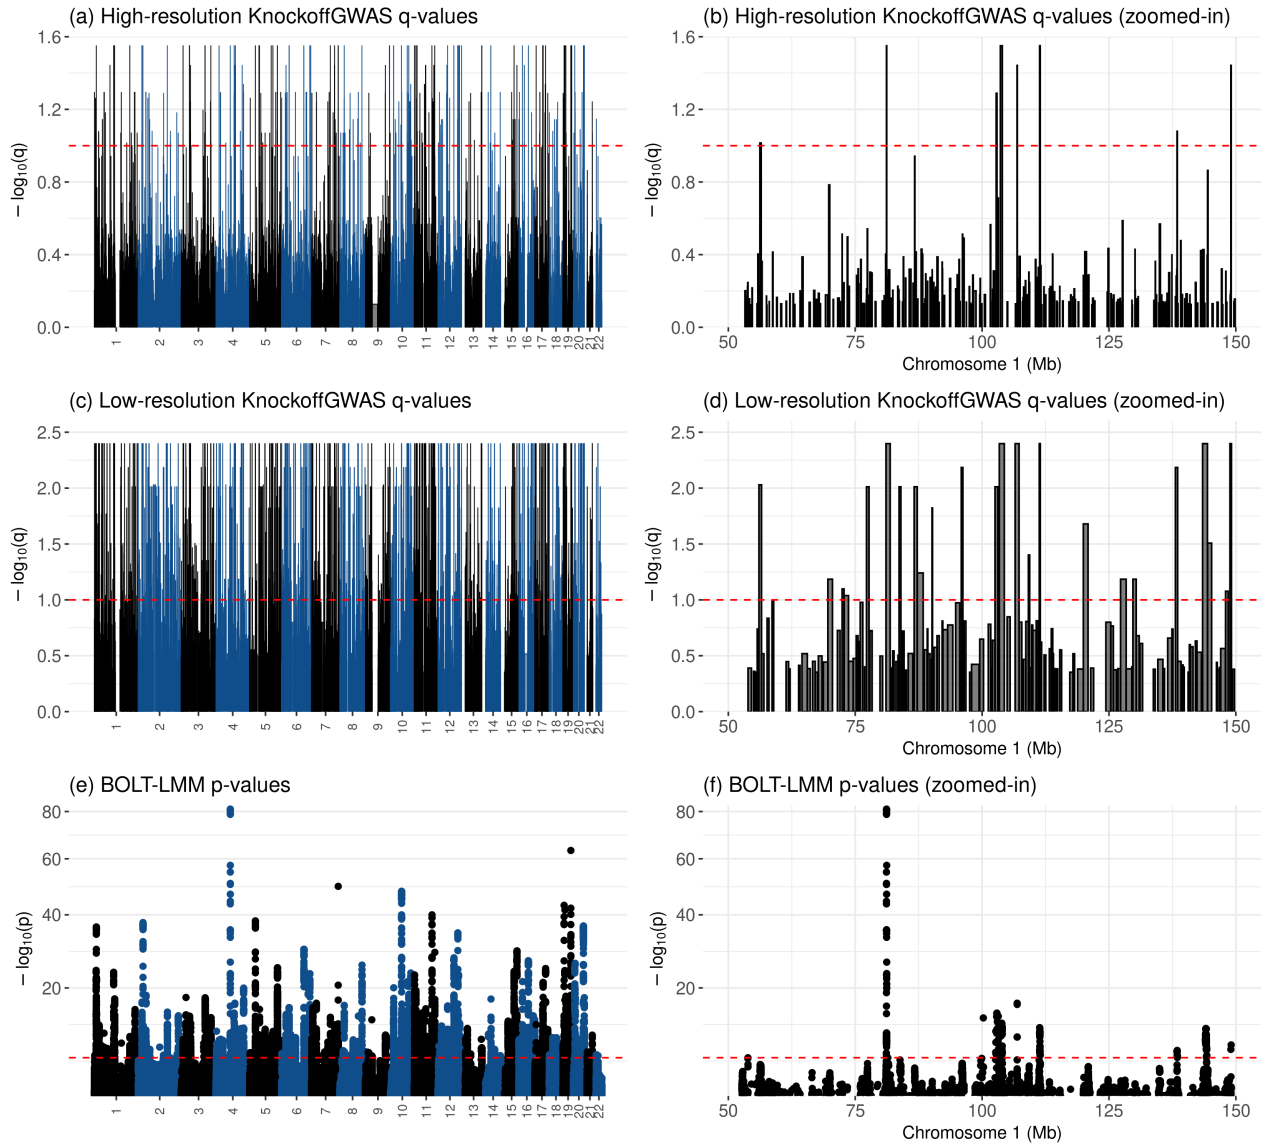 (a) High-resolution KnockoffGWAS q-values
1.6
1.2
0.8
0.4
0.0
− log10(q)
1 2 3 4 5 6 7 8 9 10 11 12 13 14 15 16 17 18 19 20 21 22
(b) High-resolution KnockoffGWAS q-values (zoomed-in)
1.6
1.2
0.8
0.4
0.0
− log10(q)
50 75 100 125 150
Chromosome 1 (Mb)
(c) Low-resolution KnockoffGWAS q-values
2.5
2.0
1.5
1.0
0.5
0.0
− log10(q)
1 2 3 4 5 6 7 8 9 10 11 12 13 14 15 16 17 18 19 20 21 22
(d) Low-resolution KnockoffGWAS q-values (zoomed-in)
2.5
2.0
1.5
1.0
0.5
0.0
− log10(q)
50 75 100 125 150
Chromosome 1 (Mb)
(e) BOLT-LMM p-values
80
60
40
20
− log10(p)
1 2 3 4 5 6 7 8 9 10 11 12 13 14 15 16 17 18 19 20 21 22
(f) BOLT-LMM p-values (zoomed-in)
80
60
40
20
− log10(p)
50 75 100 125 150
Chromosome 1 (Mb)